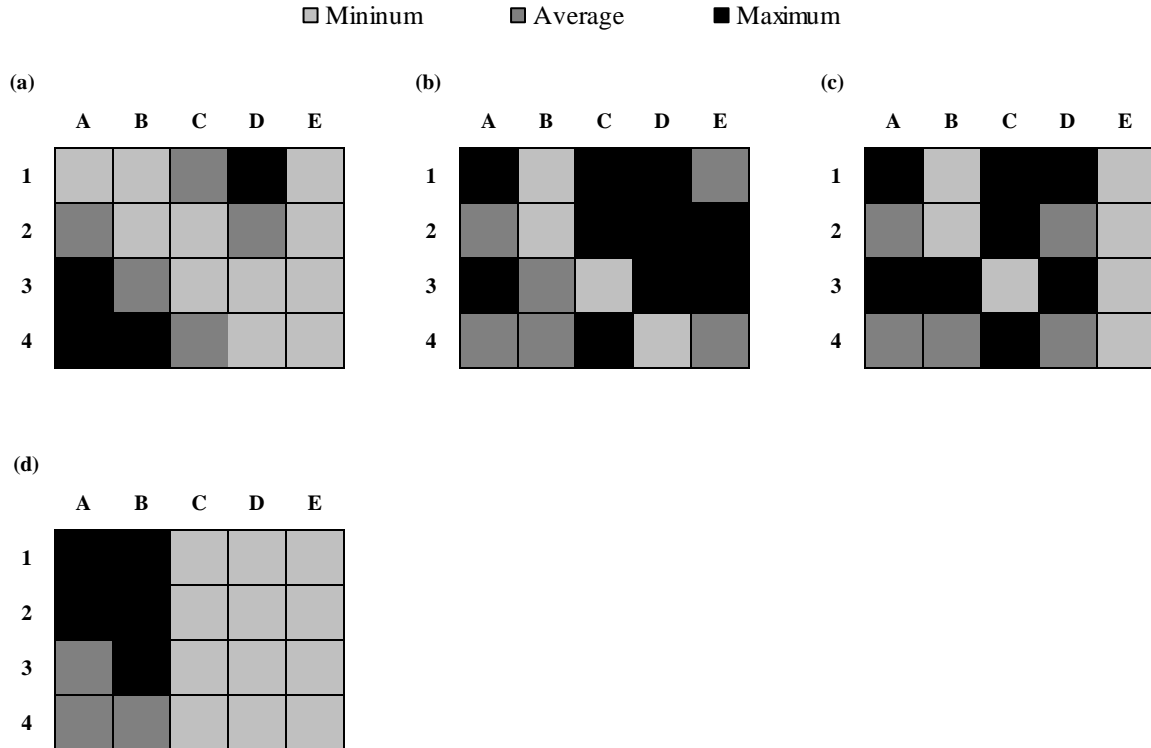 Mininum Average Maximum
(a) (b) (c)
A B C D E A B C D E A B C D E
1 1 1
2 2 2
3 3 3
4 4 4
(d)
A B C D E
1
2
3
4